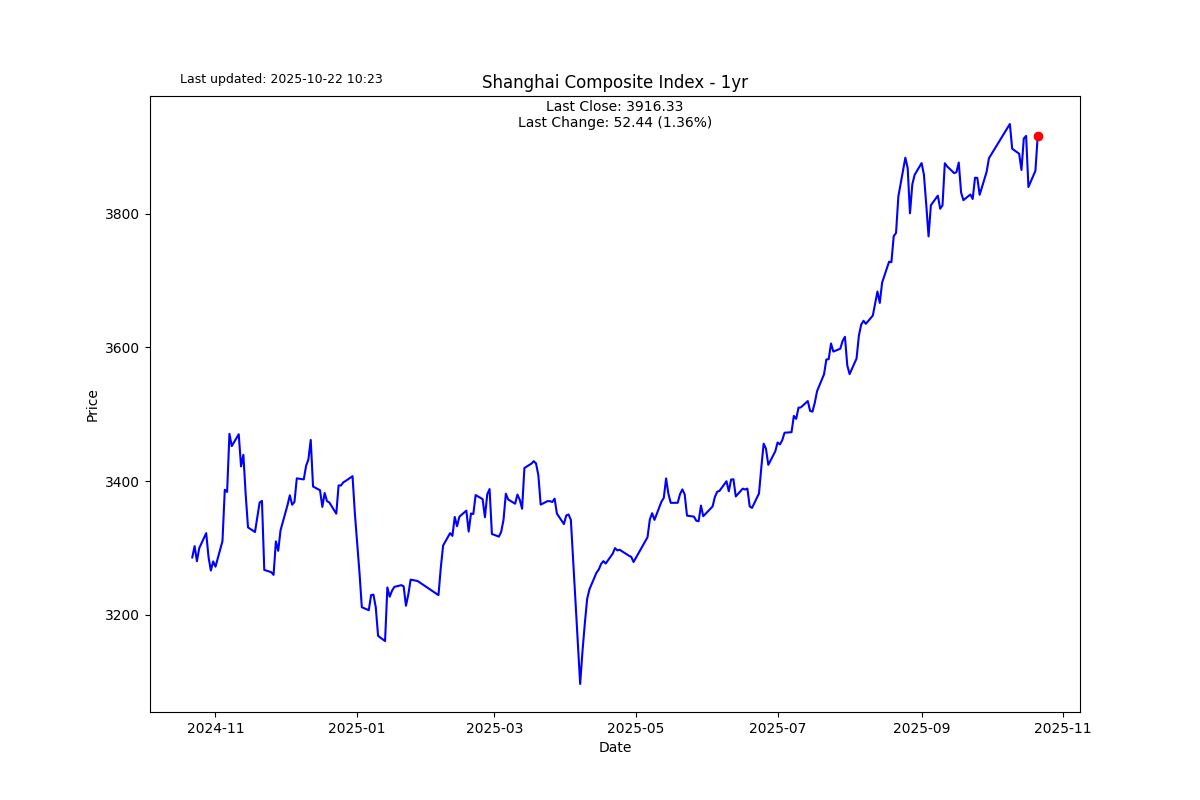 Last updated: 2025-10-22 10:23
Shanghai Composite Index - 1yr
Last Close: 3916.33
Last Change: 52.44 (1.36%)
3800
3600
3400
3200
Price
2024-11
2025-01
2025-03
2025-05
2025-07
2025-09
2025-11
Date